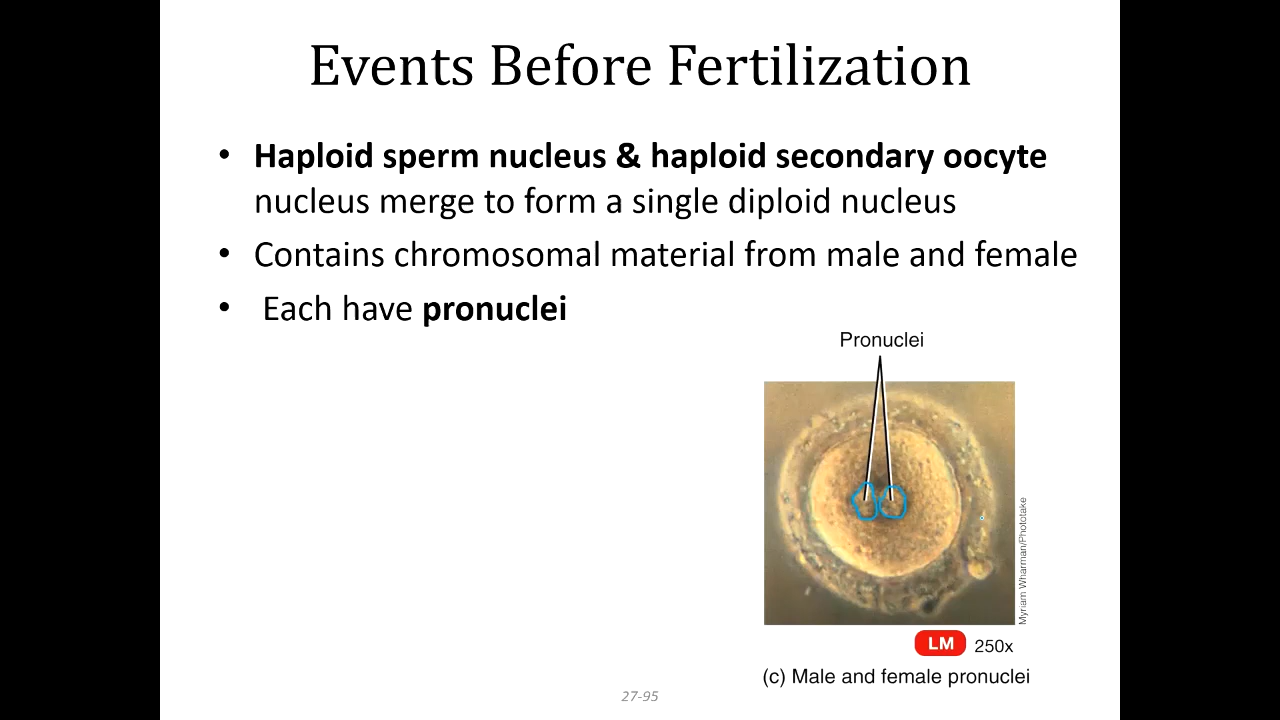 Events Before Fertilization
• Haploid sperm nucleus & haploid secondary oocyte
nucleus merge to form a single diploid nucleus
• Contains chromosomal material from male and female
• Each have pronuclei
Pronuclei
Myriam Wharman/Phototake
LM 250x
(c) Male and female pronuclei
27-95